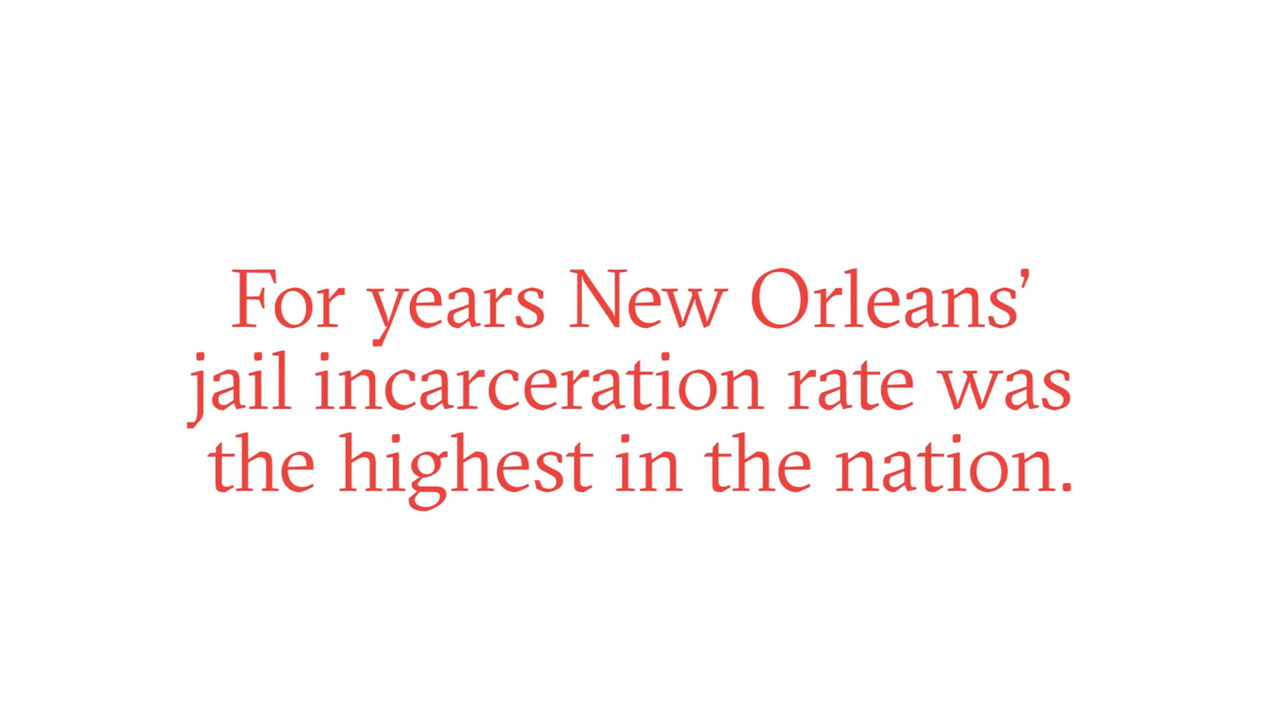 For years New Orleans’
jail incarceration rate was
the highest in the nation.